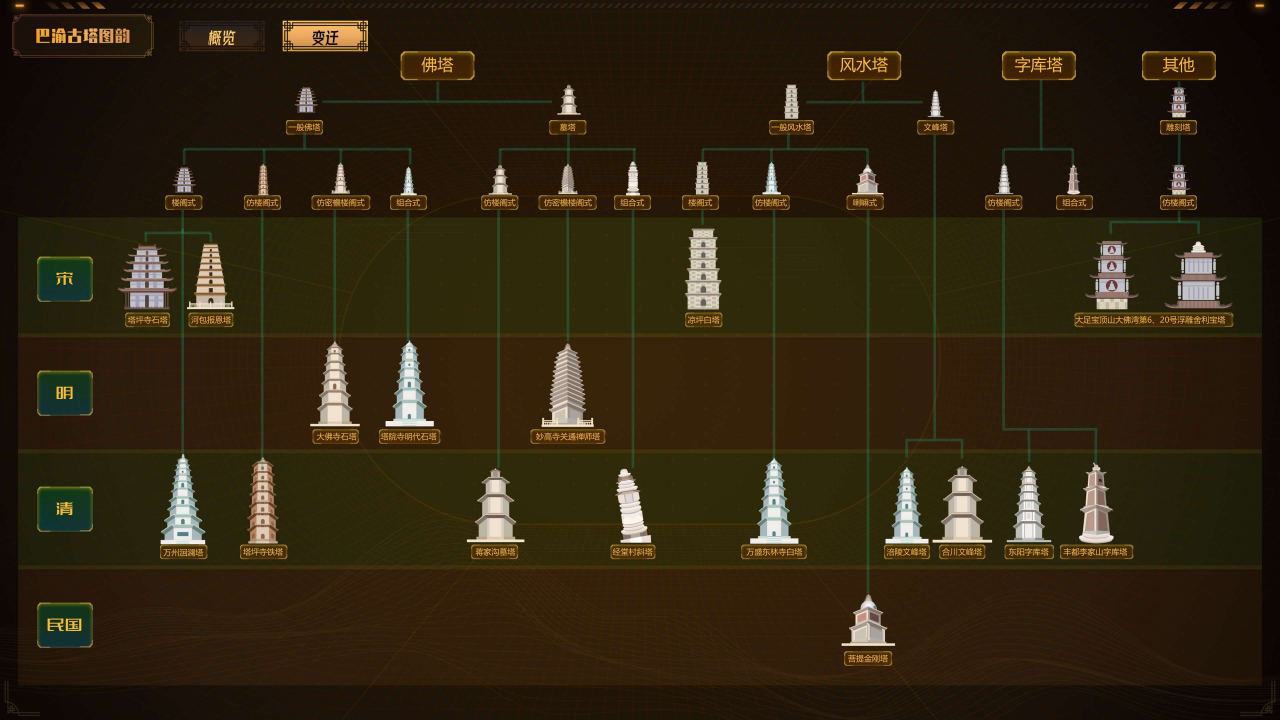 巴渝古塔图韵
概览
变迁
佛塔
风水塔
字库塔
其他
一般佛塔
墓塔
一般风水塔
文峰塔
雕刻塔
楼阁式
仿楼阁式
仿密檐楼阁式
组合式
仿楼阁式
仿密檐楼阁式
组合式
楼阁式
仿楼阁式
喇嘛式
仿楼阁式
组合式
仿楼阁式
宋
塔坪寺石塔
河包报恩塔
凉坪白塔
大足宝顶山大佛湾第6、20号浮雕舍利宝塔
明
大佛寺石塔
塔院寺明代石塔
妙高寺关通禅师塔
清
万州洄澜塔
塔坪寺铁塔
蒋家沟墓塔
经堂村斜塔
万盛东林寺白塔
涪陵文峰塔
合川文峰塔
东阳字库塔
丰都李家山字库塔
民国
菩提金刚塔